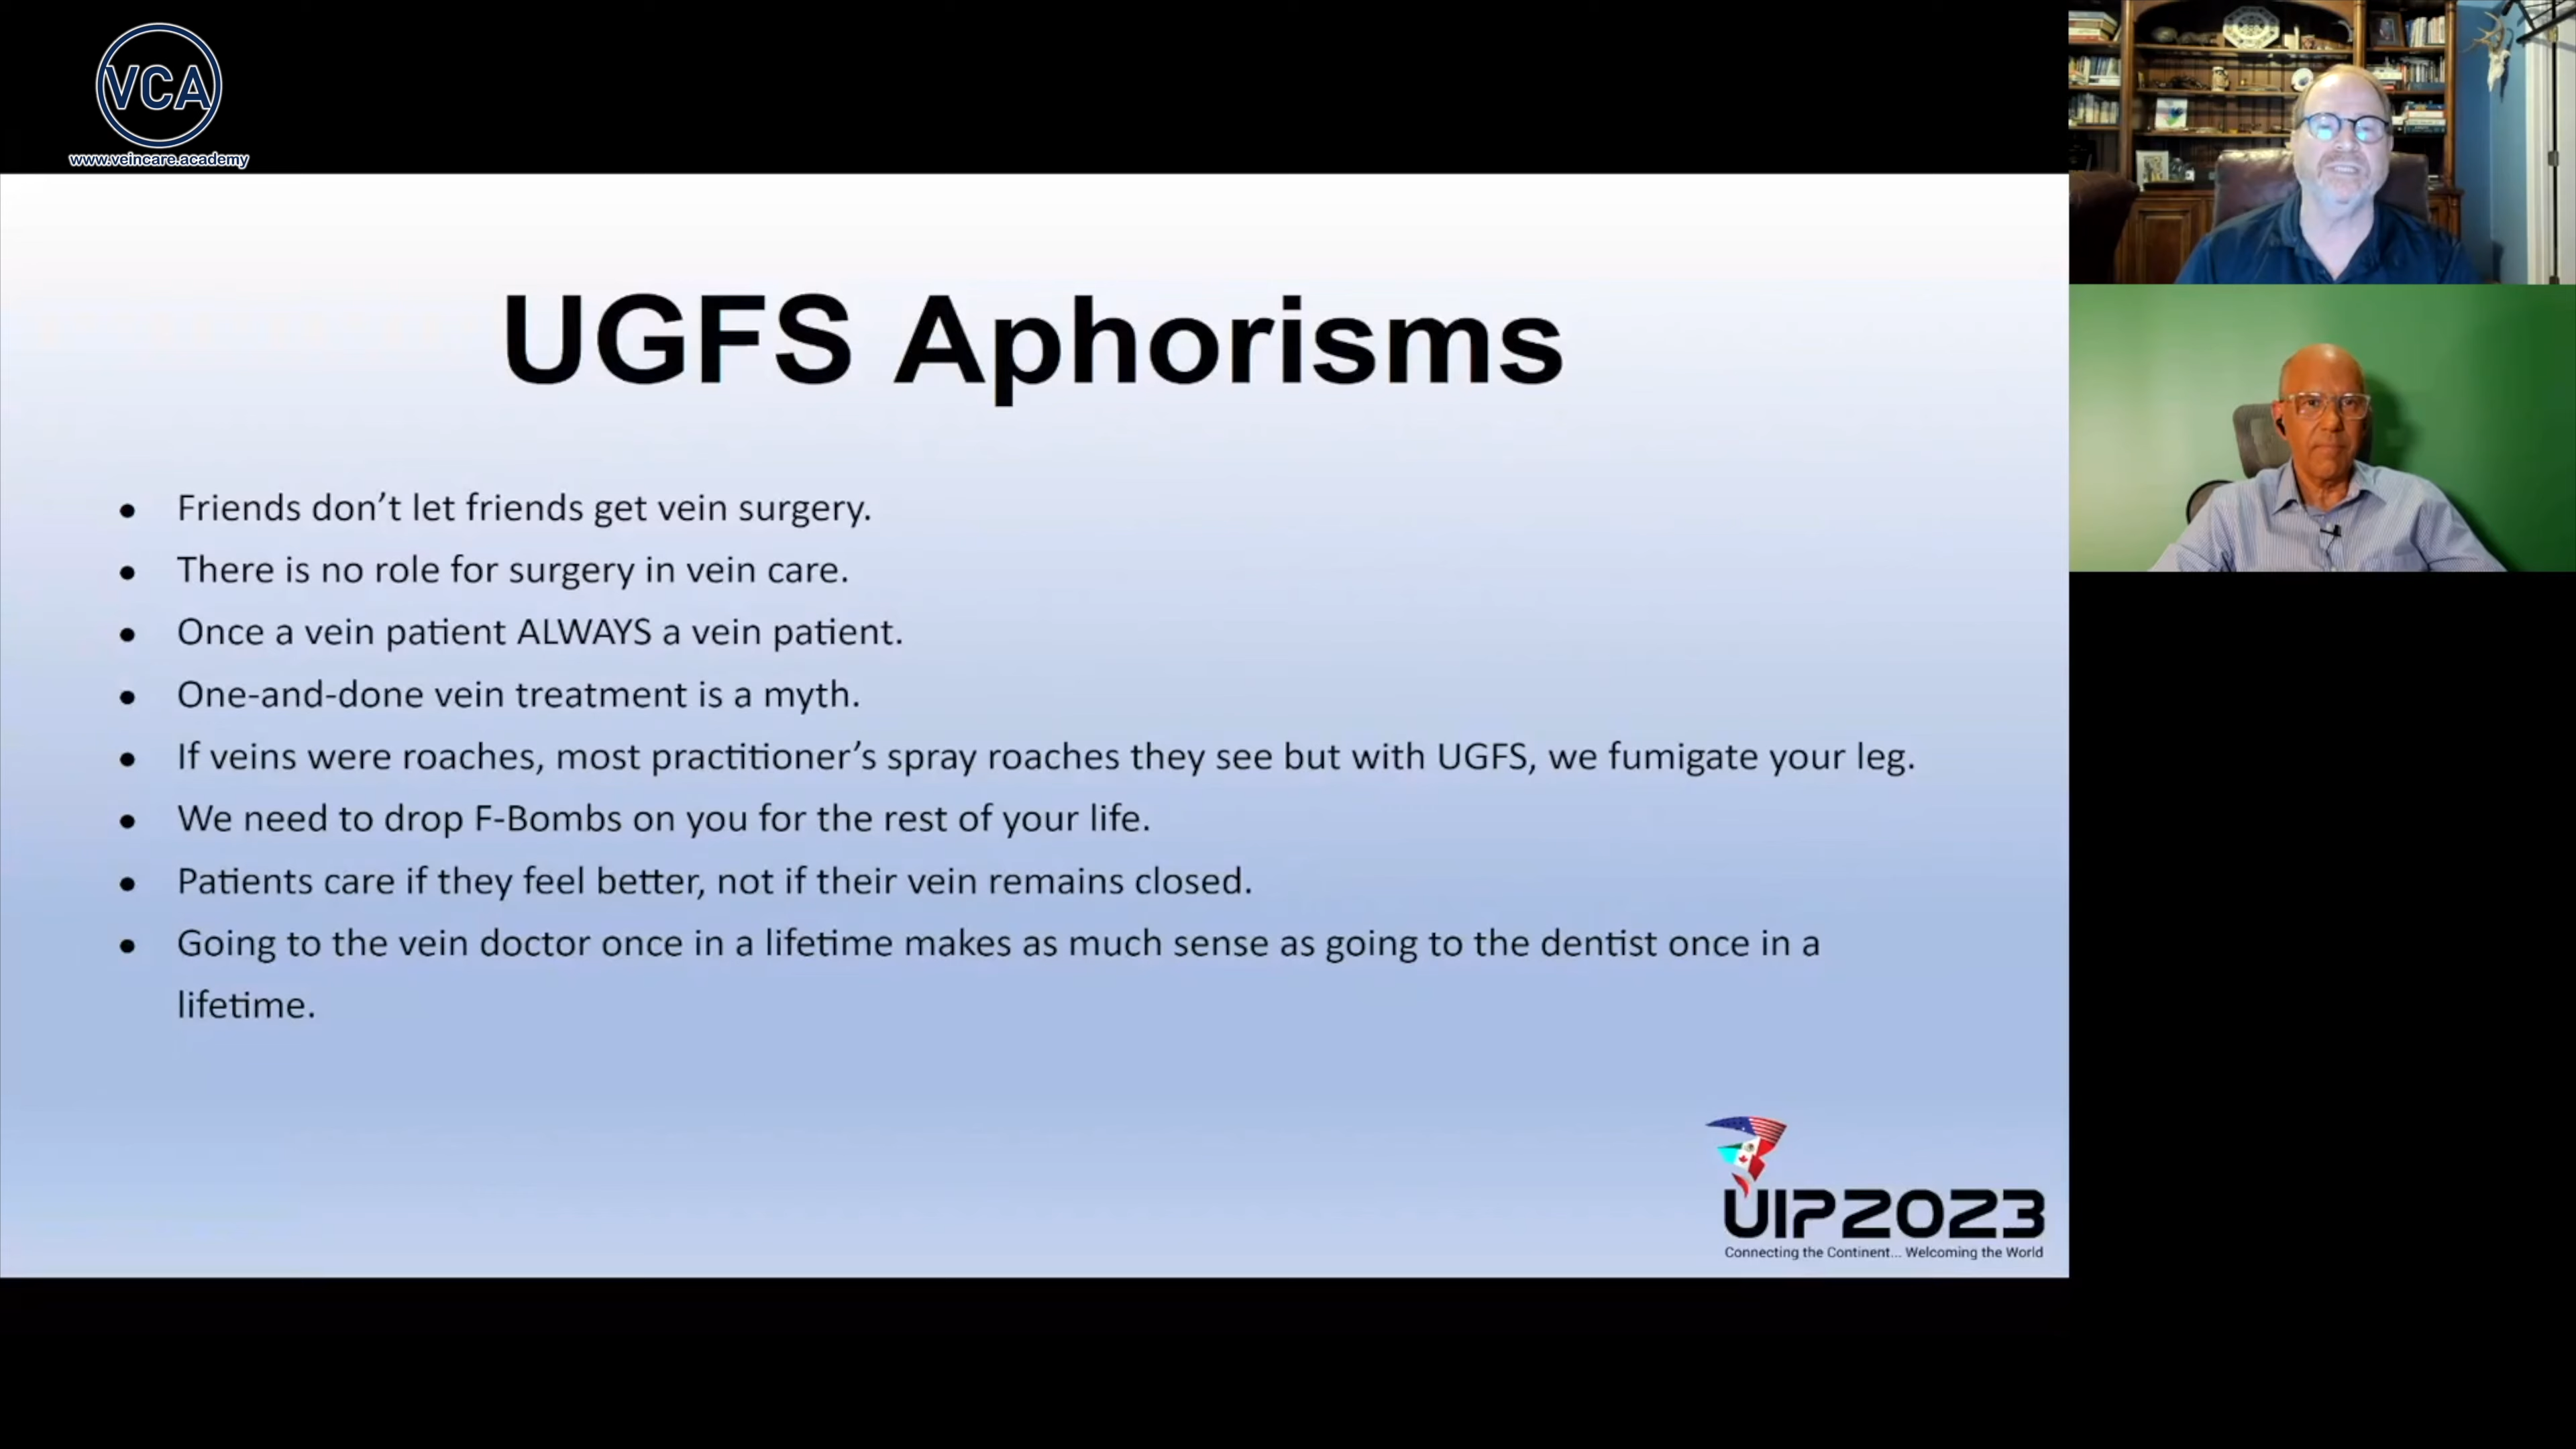 VCA
www.veincare.academy
UGFS Aphorisms
• Friends don’t let friends get vein surgery.
• There is no role for surgery in vein care.
• Once a vein patient ALWAYS a vein patient.
• One-and-done vein treatment is a myth.
• If veins were roaches, most practitioner’s spray roaches they see but with UGFS, we fumigate your leg.
• We need to drop F-Bombs on you for the rest of your life.
• Patients care if they feel better, not if their vein remains closed.
• Going to the vein doctor once in a lifetime makes as much sense as going to the dentist once in a
lifetime.
UIP2023
Connecting the Continent... Welcoming the World